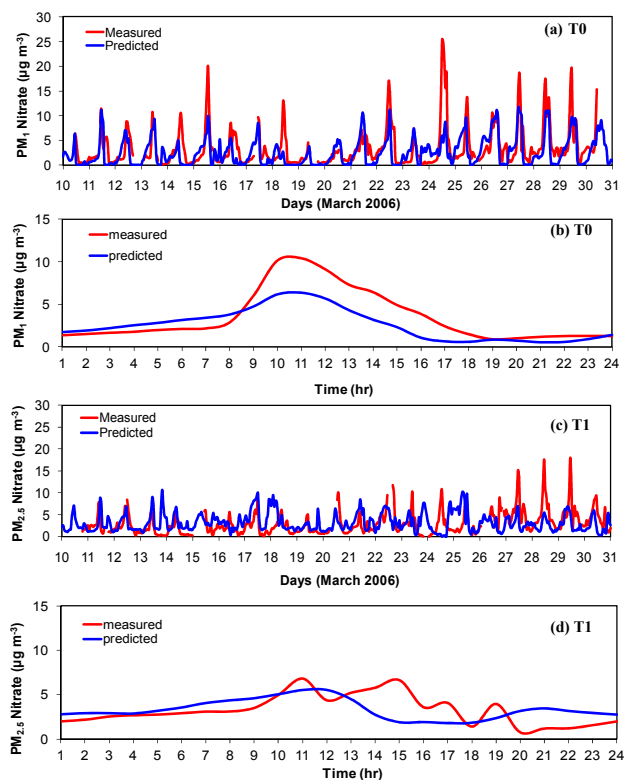 (a) T0
Measured
Predicted
PM1 Nitrate (µg m-3)
30
25
20
15
10
5
0
10 11 12 13 14 15 16 17 18 19 20 21 22 23 24 25 26 27 28 29 30 31
Days (March 2006)
(b) T0
measured
predicted
PM1 Nitrate (µg m-3)
15
10
5
0
1 2 3 4 5 6 7 8 9 10 11 12 13 14 15 16 17 18 19 20 21 22 23 24
Time (hr)
(c) T1
Measured
Predicted
PM2.5 Nitrate (µg m-3)
30
25
20
15
10
5
0
10 11 12 13 14 15 16 17 18 19 20 21 22 23 24 25 26 27 28 29 30 31
Days (March 2006)
(d) T1
measured
predicted
PM2.5 Nitrate (µg m-3)
15
10
5
0
1 2 3 4 5 6 7 8 9 10 11 12 13 14 15 16 17 18 19 20 21 22 23 24
Time (hr)